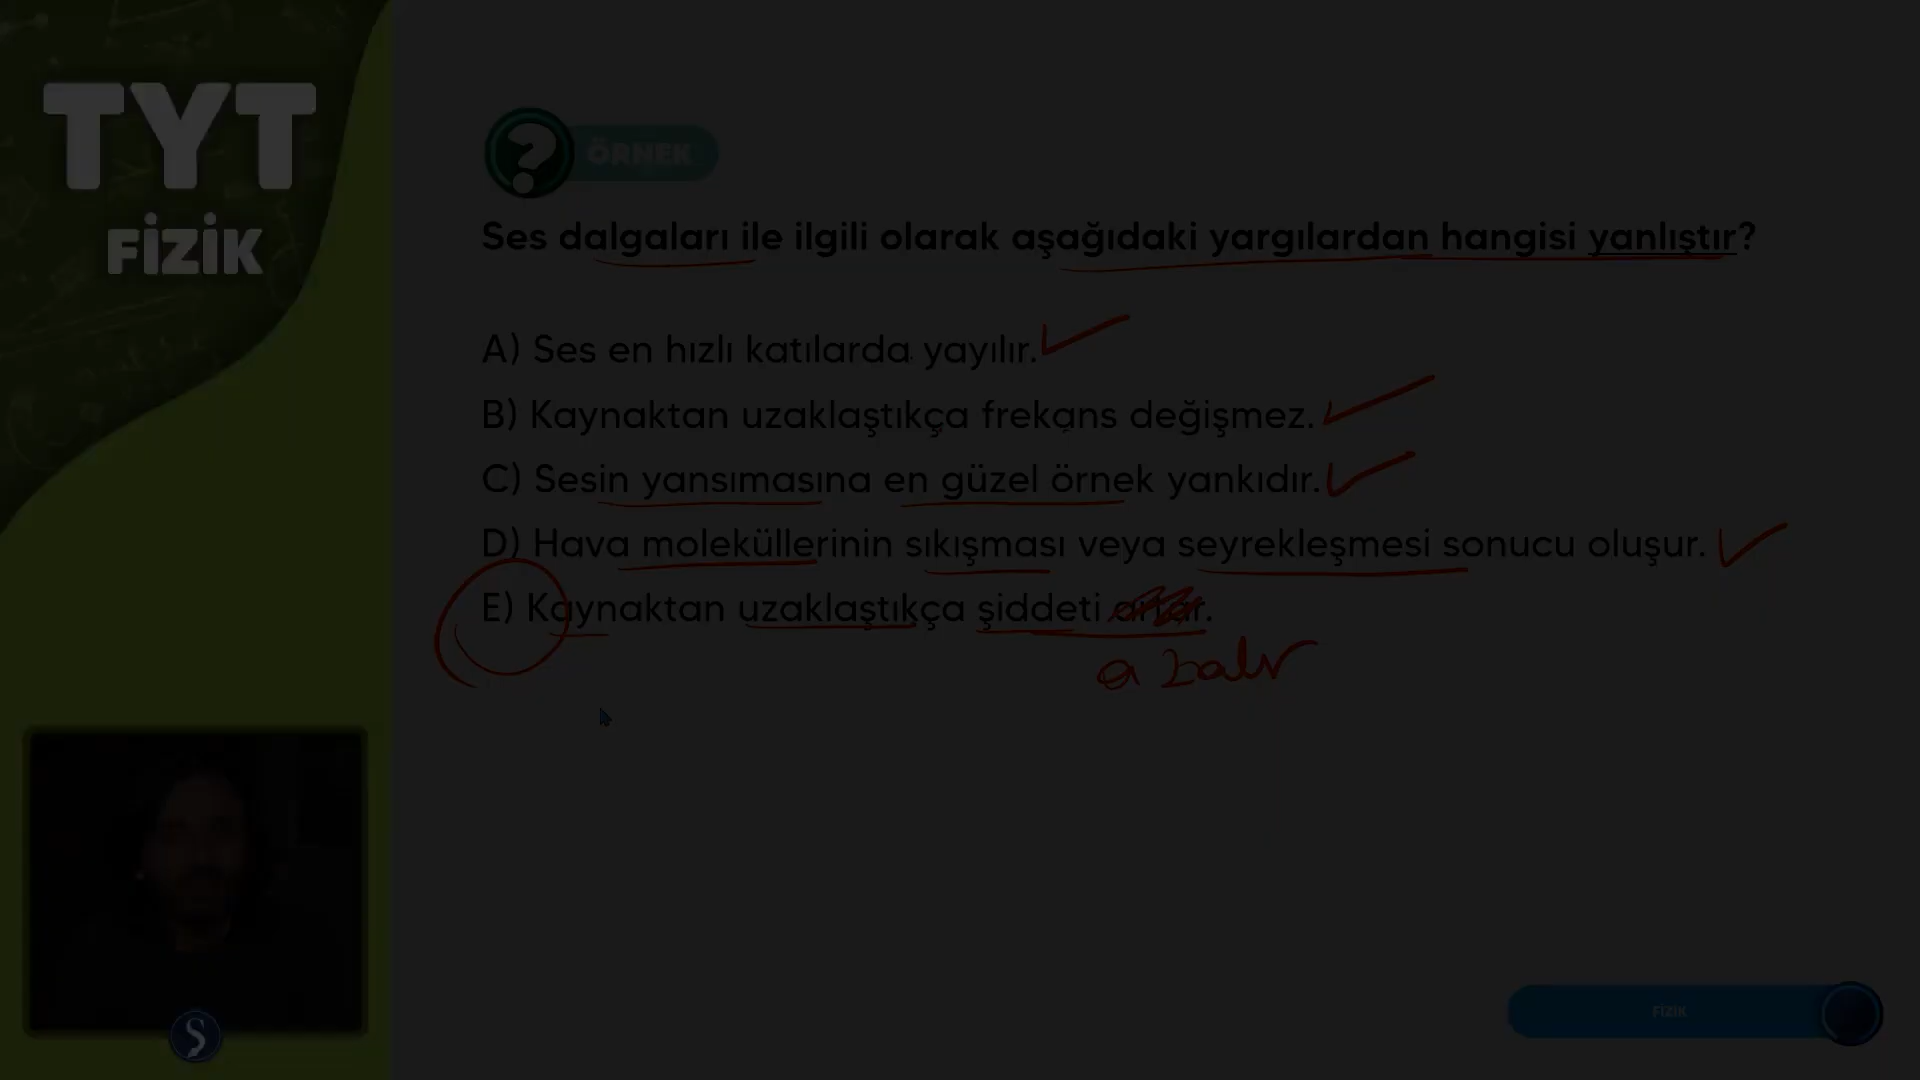 TYT
FİZİK
? ÖRNEK
Ses dalgaları ile ilgili olarak aşağıdaki yargılardan hangisi yanlıştır?
A) Ses en hızlı katılarda yayılır.
B) Kaynaktan uzaklaştıkça frekans değişmez.
C) Sesin yansımasına en güzel örnek yankıdır.
D) Hava moleküllerinin sıkışması veya seyrekleşmesi sonucu oluşur.
E) Kaynaktan uzaklaştıkça şiddeti artar.
azalır
Ş
FİZİK